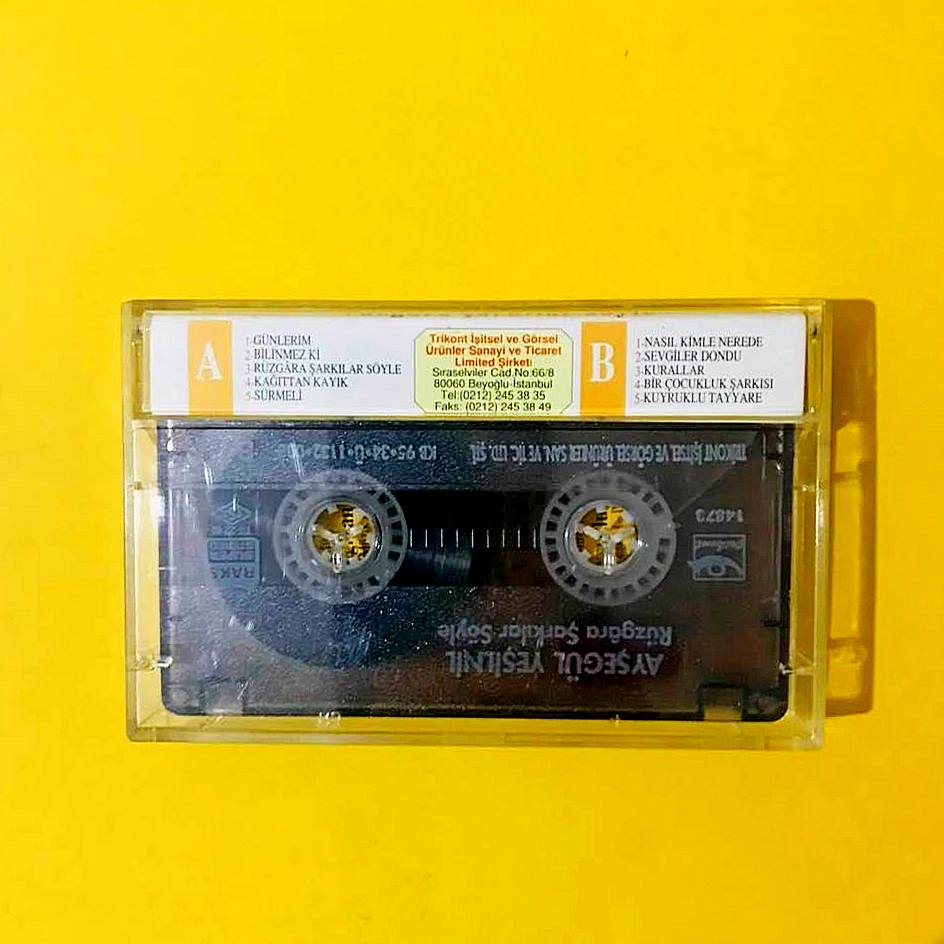 A
1-GÜNLERİM
2-BİLİNMEZ Kİ
3-RÜZGÂRA ŞARKILAR SÖYLE
4-KAĞITTAN KAYIK
5-SÜRMELİ
Trikont İşitsel ve Görsel
Ürünler Sanayi ve Ticaret
Limited Şirketi
Sıraselviler Cad.No:66/8
80060 Beyoğlu-İstanbul
Tel:(0212) 245 38 35
Faks: (0212) 245 38 49
B
1-NASIL KİMLE NEREDE
2-SEVGİLER DONDU
3-KURALLAR
4-BİR ÇOCUKLUK ŞARKISI
5-KUYRUKLU TAYYARE
AYŞEGÜL YEŞİLNİL
Rüzgâra Şarkılar Söyle
14873
RAKS
TRİKONT İŞİTSEL VE GÖRSEL ÜRÜNLER SAN. VE TİC. LTD. ŞTİ.